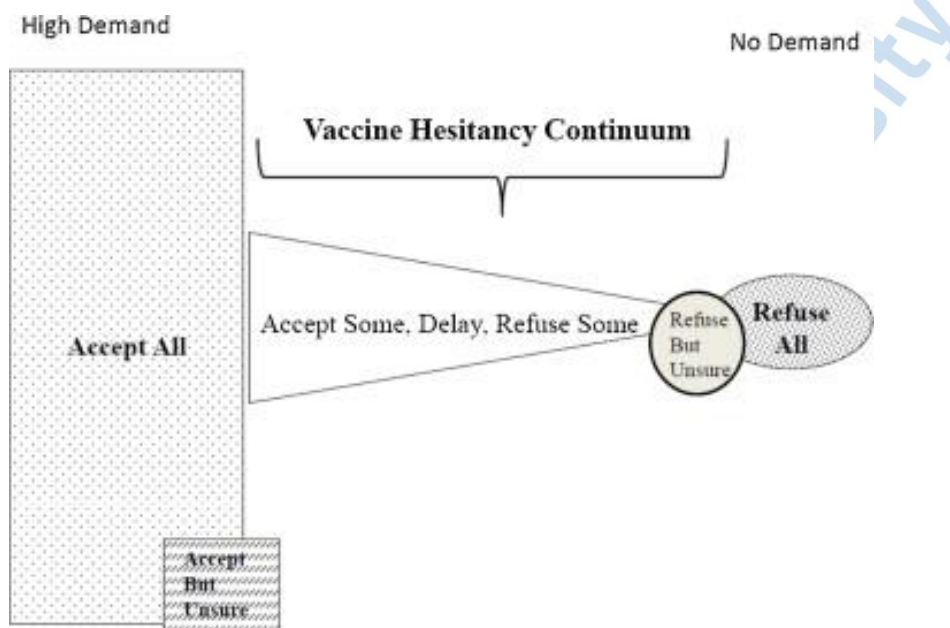 High Demand
No Demand
Vaccine Hesitancy Continuum
Accept All
Accept Some, Delay, Refuse Some
Refuse
But
Unsure
Refuse
All
Accept
But
Unsure